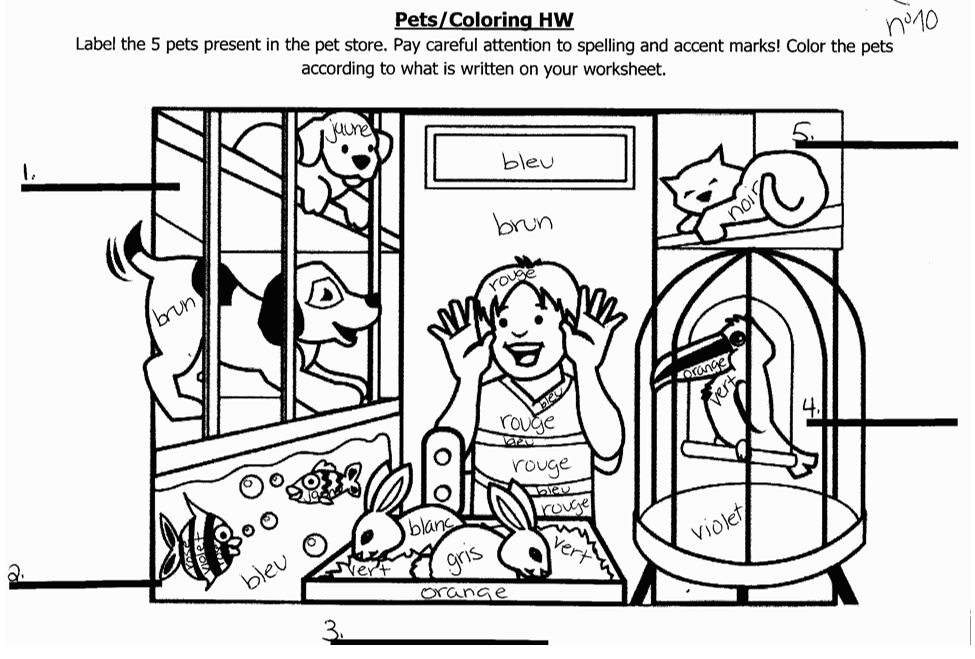 Pets/Coloring HW
nº10
Label the 5 pets present in the pet store. Pay careful attention to spelling and accent marks! Color the pets
according to what is written on your worksheet.
jaune
5.
bleu
1.
noir
brun
rouge
brun
orange
vert
bleu
4.
rouge
bleu
rouge
bleu
rouge
blanc
violet
violet
gris
vert
vert
bleu
2.
orange
3.